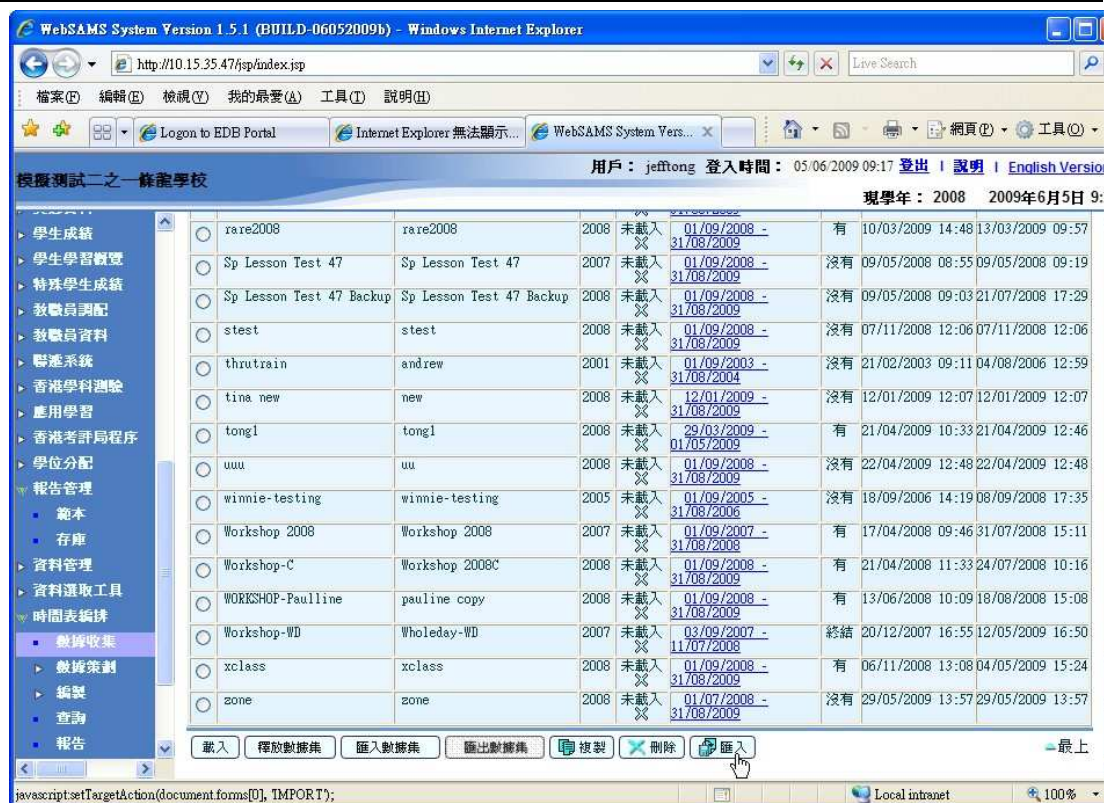 WebSAMS System Version 1.5.1 (BUILD-06052009b) - Windows Internet Explorer
http://10.15.35.47/jsp/index.jsp
Live Search
檔案(F) 編輯(E) 檢視(V) 我的最愛(A) 工具(T) 說明(H)
Logon to EDB Portal Internet Explorer 無法顯示... WebSAMS System Vers... 網頁(P) 工具(O)
用戶： jefftong 登入時間： 05/06/2009 09:17 登出 | 說明 | English Versio
模擬測試二之一條龍學校
現學年： 2008 2009年6月5日 9:
學生成績
學生學習概覽
特殊學生成績
教職員調配
教職員資料
聯遞系統
香港學科測驗
應用學習
香港考評局程序
學位分配
報告管理
範本
存庫
資料管理
資料選取工具
時間表編排
數據收集
數據策劃
編製
查詢
報告
31/08/2009
rare2008 rare2008 2008 未載入 01/09/2008 - 有 10/03/2009 14:48 13/03/2009 09:57
31/08/2009
Sp Lesson Test 47 Sp Lesson Test 47 2007 未載入 01/09/2008 - 沒有 09/05/2008 08:55 09/05/2008 09:19
31/08/2009
Sp Lesson Test 47 Backup Sp Lesson Test 47 Backup 2008 未載入 01/09/2008 - 沒有 09/05/2008 09:03 21/07/2008 17:29
31/08/2009
stest stest 2008 未載入 01/09/2008 - 沒有 07/11/2008 12:06 07/11/2008 12:06
31/08/2009
thrutrain andrew 2001 未載入 01/09/2003 - 沒有 21/02/2003 09:11 04/08/2006 12:59
31/08/2004
tina new new 2008 未載入 12/01/2009 - 沒有 12/01/2009 12:07 12/01/2009 12:07
31/08/2009
tong1 tong1 2008 未載入 29/03/2009 - 有 21/04/2009 10:33 21/04/2009 12:46
01/05/2009
uuu uu 2008 未載入 01/09/2008 - 沒有 22/04/2009 12:48 22/04/2009 12:48
31/08/2009
winnie-testing winnie-testing 2005 未載入 01/09/2005 - 沒有 18/09/2006 14:19 08/09/2008 17:35
31/08/2006
Workshop 2008 Workshop 2008 2007 未載入 01/09/2007 - 有 17/04/2008 09:46 31/07/2008 15:11
31/08/2008
Workshop-C Workshop 2008C 2008 未載入 01/09/2008 - 有 21/04/2008 11:33 24/07/2008 10:16
31/08/2009
WORKSHOP-Paulline pauline copy 2008 未載入 01/09/2008 - 有 13/06/2008 10:09 18/08/2008 15:08
31/08/2009
Workshop-WD Wholeday-WD 2007 未載入 03/09/2007 - 終結 20/12/2007 16:55 12/05/2009 16:50
11/07/2008
xclass xclass 2008 未載入 01/09/2008 - 有 06/11/2008 13:08 04/05/2009 15:24
31/08/2009
zone zone 2008 未載入 01/07/2008 - 沒有 29/05/2009 13:57 29/05/2009 13:57
31/08/2009
載入 釋放數據集 匯入數據集 匯出數據集 複製 刪除 匯入 最上
javascript:setTargetAction(document.forms[0], 'IMPORT'); Local intranet 100%